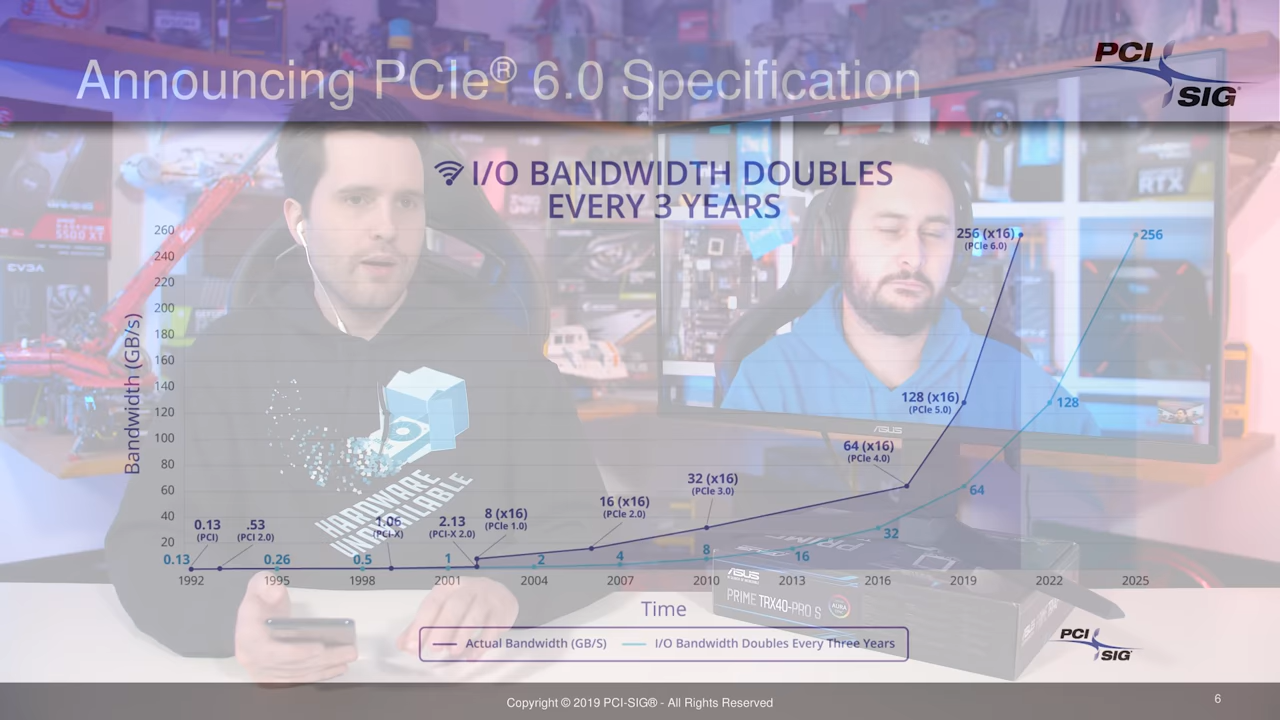 Announcing PCIe® 6.0 Specification
PCI
SIG®
I/O BANDWIDTH DOUBLES
EVERY 3 YEARS
Bandwidth (GB/s)
260
240
220
200
180
160
140
120
100
80
60
40
20
256 (x16)
(PCIe 6.0)
256
128 (x16)
(PCIe 5.0)
128
64 (x16)
(PCIe 4.0)
64
32 (x16)
(PCIe 3.0)
32
16 (x16)
(PCIe 2.0)
16
8 (x16)
(PCIe 1.0)
8
2.13
(PCI-X 2.0)
1.06
(PCI-X)
.53
(PCI 2.0)
0.13
(PCI)
0.13
0.26
0.5
1
2
4
1992
1995
1998
2001
2004
2007
2010
2013
2016
2019
2022
2025
Time
Actual Bandwidth (GB/S)
I/O Bandwidth Doubles Every Three Years
PCI
SIG
Copyright © 2019 PCI-SIG® - All Rights Reserved
6
HARDWARE
UNAVAILABLE
ASUS
ASUS
PRIME TRX40-PRO S
AURA
PRIME
EVGA
5500 XT
RTX